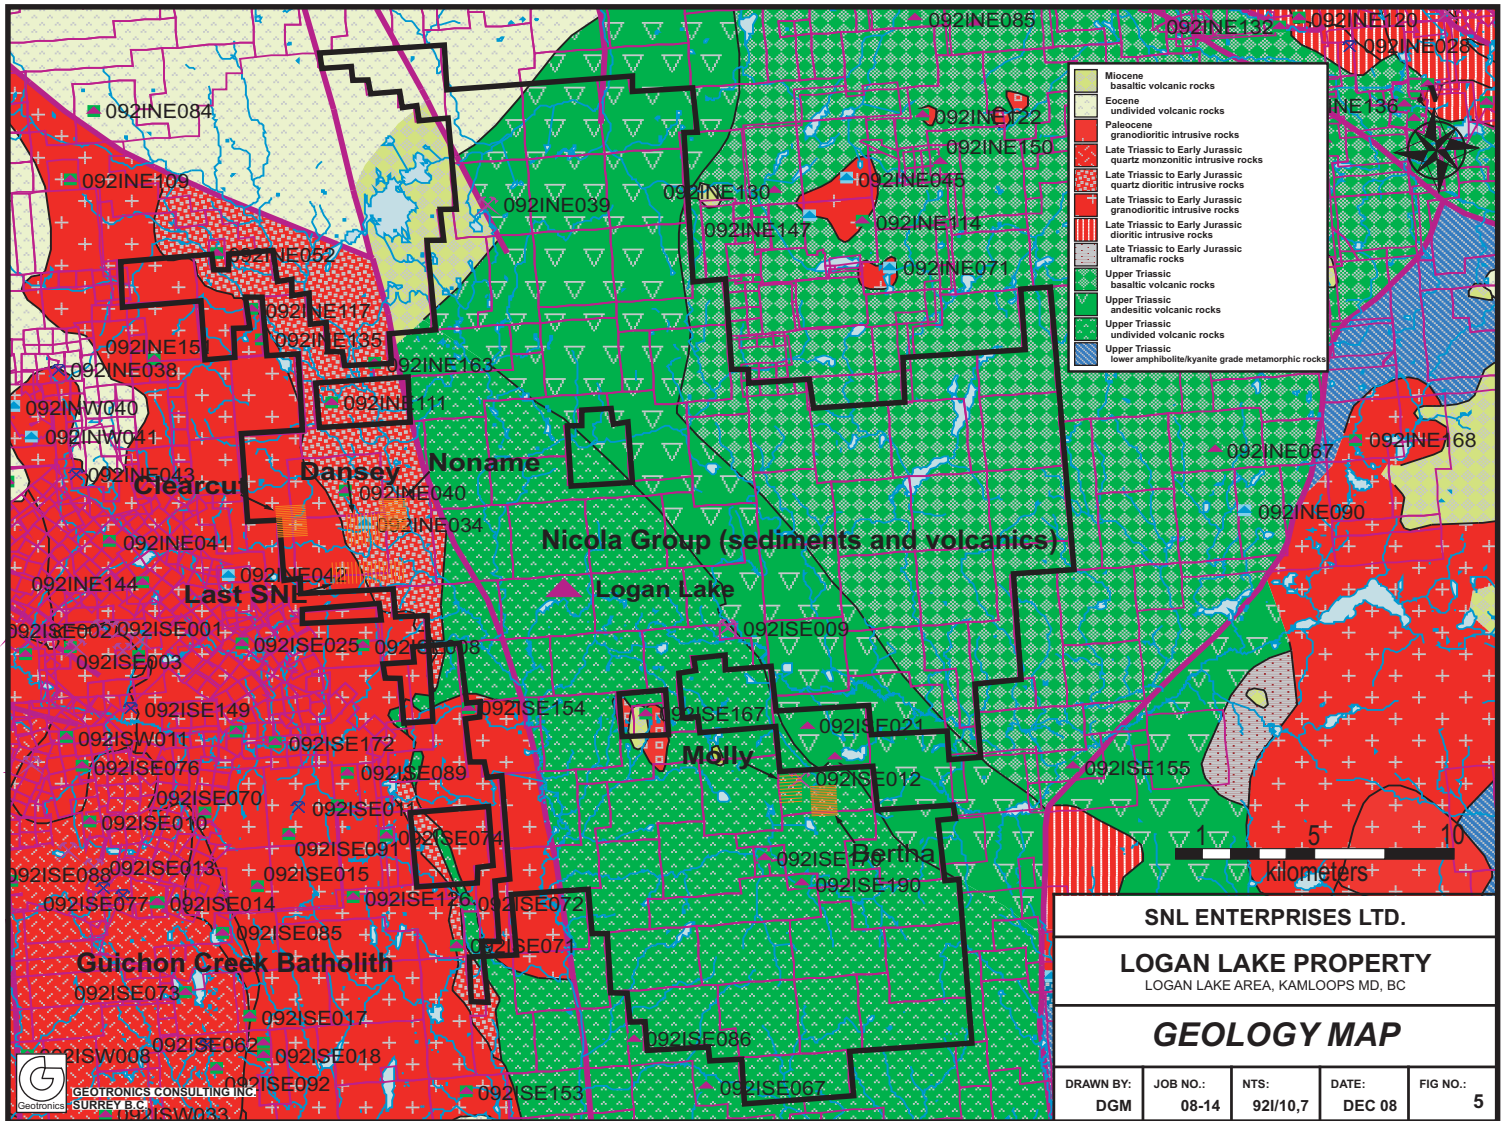 092INE085
092INE132
092INE120
092INE028
092INE084
INE136
092INE122
092INE150
092INE109
092INE130
092INE045
092INE039
092INE147
092INE114
092INE052
092INE071
092INE117
092INE135
092INE151
092INE163
092INE038
092INE111
092INW040
092INW041
092INE067
092INE168
092INE043
Clearcut
Dansey
Noname
092INE040
092INE034
092INE090
092INE041
Nicola Group (sediments and volcanics)
092INE144
092INE042
Last SNL
Logan Lake
092ISE002
092ISE001
092ISE009
092ISE003
092ISE025
092ISE008
092ISE149
092ISE154
092ISE167
092ISE021
092ISW011
092ISE172
Molly
092ISE076
092ISE089
092ISE012
092ISE155
092ISE070
092ISE011
092ISE010
092ISE091
092ISE074
Bertha
092ISE170
092ISE088
092ISE013
092ISE015
092ISE190
092ISE077
092ISE014
092ISE126
092ISE072
092ISE085
092ISE071
Guichon Creek Batholith
092ISE073
092ISE017
092ISE062
092ISE086
092ISW008
092ISE018
092ISE092
092ISE153
092ISE067
092ISW033
Miocene
basaltic volcanic rocks
Eocene
undivided volcanic rocks
Paleocene
granodioritic intrusive rocks
Late Triassic to Early Jurassic
quartz monzonitic intrusive rocks
Late Triassic to Early Jurassic
quartz dioritic intrusive rocks
Late Triassic to Early Jurassic
granodioritic intrusive rocks
Late Triassic to Early Jurassic
dioritic intrusive rocks
Late Triassic to Early Jurassic
ultramafic rocks
Upper Triassic
basaltic volcanic rocks
Upper Triassic
andesitic volcanic rocks
Upper Triassic
undivided volcanic rocks
Upper Triassic
lower amphibolite/kyanite grade metamorphic rocks
1 5 10
kilometers
SNL ENTERPRISES LTD.
LOGAN LAKE PROPERTY
LOGAN LAKE AREA, KAMLOOPS MD, BC
GEOLOGY MAP
DRAWN BY: JOB NO.: NTS: DATE: FIG NO.:
DGM 08-14 92I/10,7 DEC 08 5
Geotronics
GEOTRONICS CONSULTING INC.
SURREY B.C.